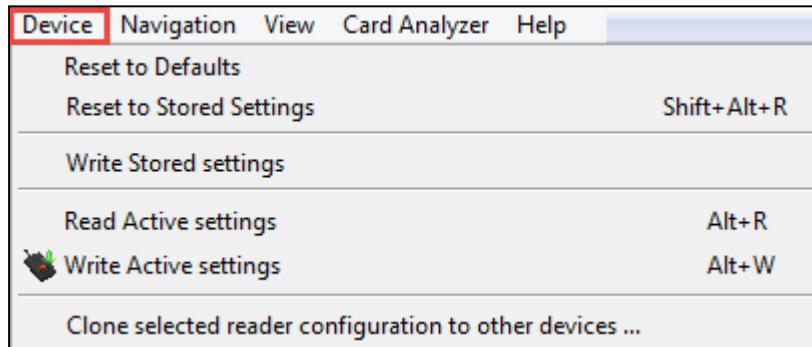 Device Navigation View Card Analyzer Help
Reset to Defaults
Reset to Stored Settings Shift+Alt+R
Write Stored settings
Read Active settings Alt+R
Write Active settings Alt+W
Clone selected reader configuration to other devices ...